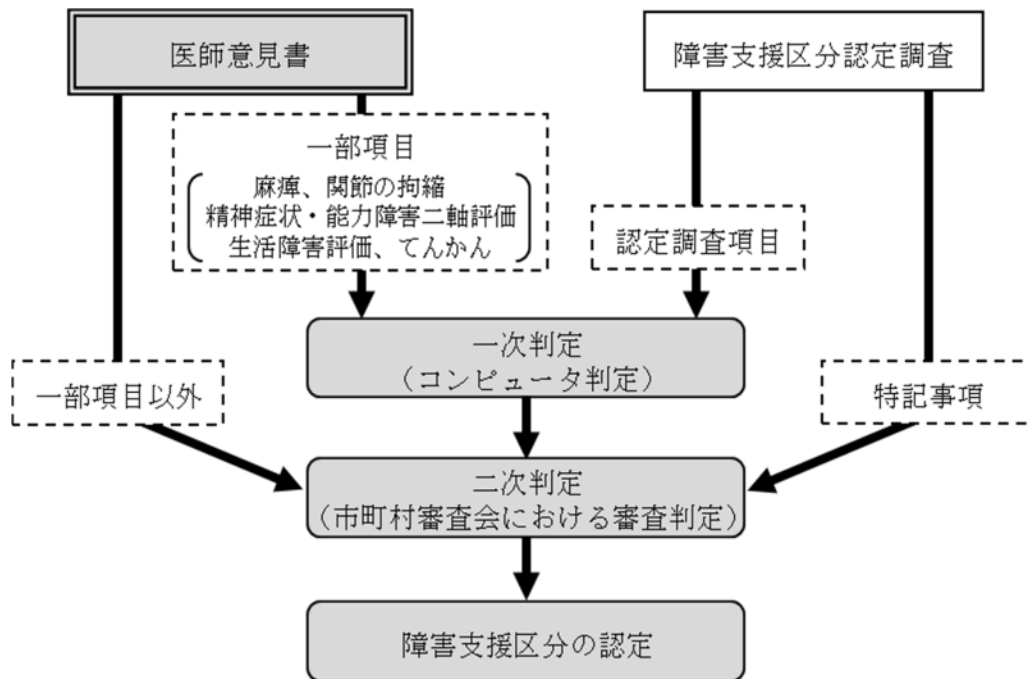 医師意見書
障害支援区分認定調査
一部項目
麻痺、関節の拘縮
精神症状・能力障害二軸評価
生活障害評価、てんかん
認定調査項目
一次判定
(コンピュータ判定)
一部項目以外
特記事項
二次判定
(市町村審査会における審査判定)
障害支援区分の認定